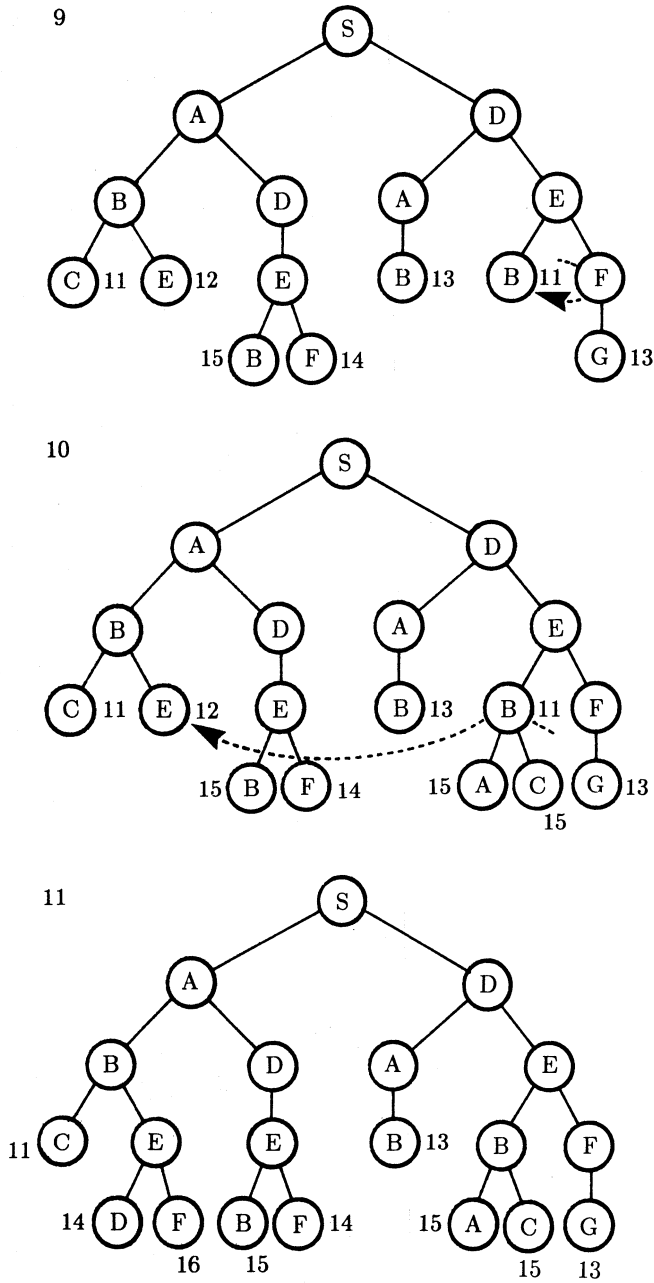 9
S
A D
B D A E
C 11 E 12 E B 13 B 11 F
15 B F 14 G 13
10
S
A D
B D A E
C 11 E 12 E B 13 B 11 F
15 B F 14 15 A C G 13
15
11
S
A D
B D A E
11 C E E B 13 B F
14 D F B F 14 15 A C G
16 15 15 13